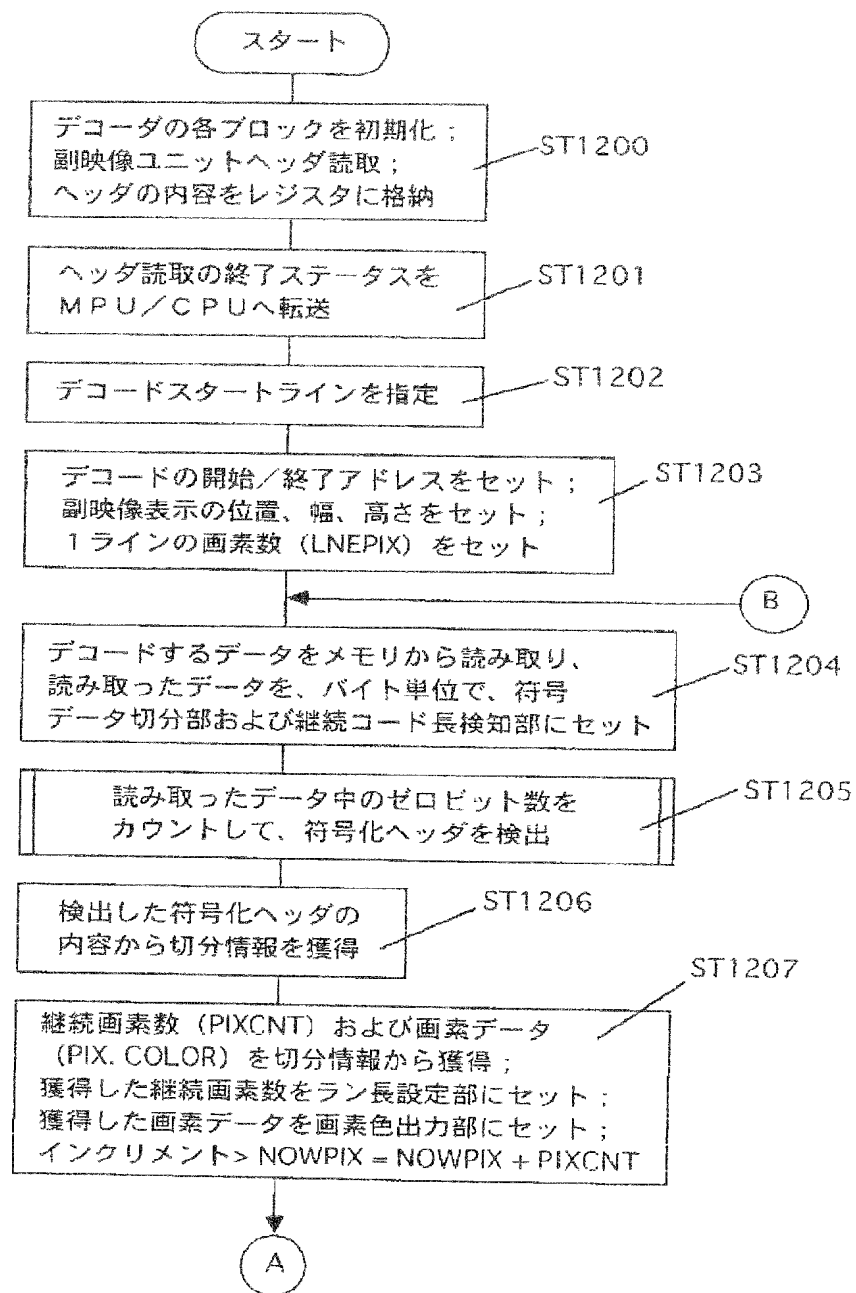 スタート
デコーダの各ブロックを初期化；
副映像ユニットヘッダ読取；
ヘッダの内容をレジスタに格納
ST1200
ヘッダ読取の終了ステータスを
ＭＰＵ／ＣＰＵへ転送
ST1201
デコードスタートラインを指定
ST1202
デコードの開始／終了アドレスをセット；
副映像表示の位置、幅、高さをセット；
１ラインの画素数（LNEPIX）をセット
ST1203
B
デコードするデータをメモリから読み取り、
読み取ったデータを、バイト単位で、符号
データ切分部および継続コード長検知部にセット
ST1204
読み取ったデータ中のゼロビット数を
カウントして、符号化ヘッダを検出
ST1205
検出した符号化ヘッダの
内容から切分情報を獲得
ST1206
継続画素数（PIXCNT）および画素データ
（PIX. COLOR）を切分情報から獲得；
獲得した継続画素数をラン長設定部にセット；
獲得した画素データを画素色出力部にセット；
インクリメント> NOWPIX = NOWPIX + PIXCNT
ST1207
A